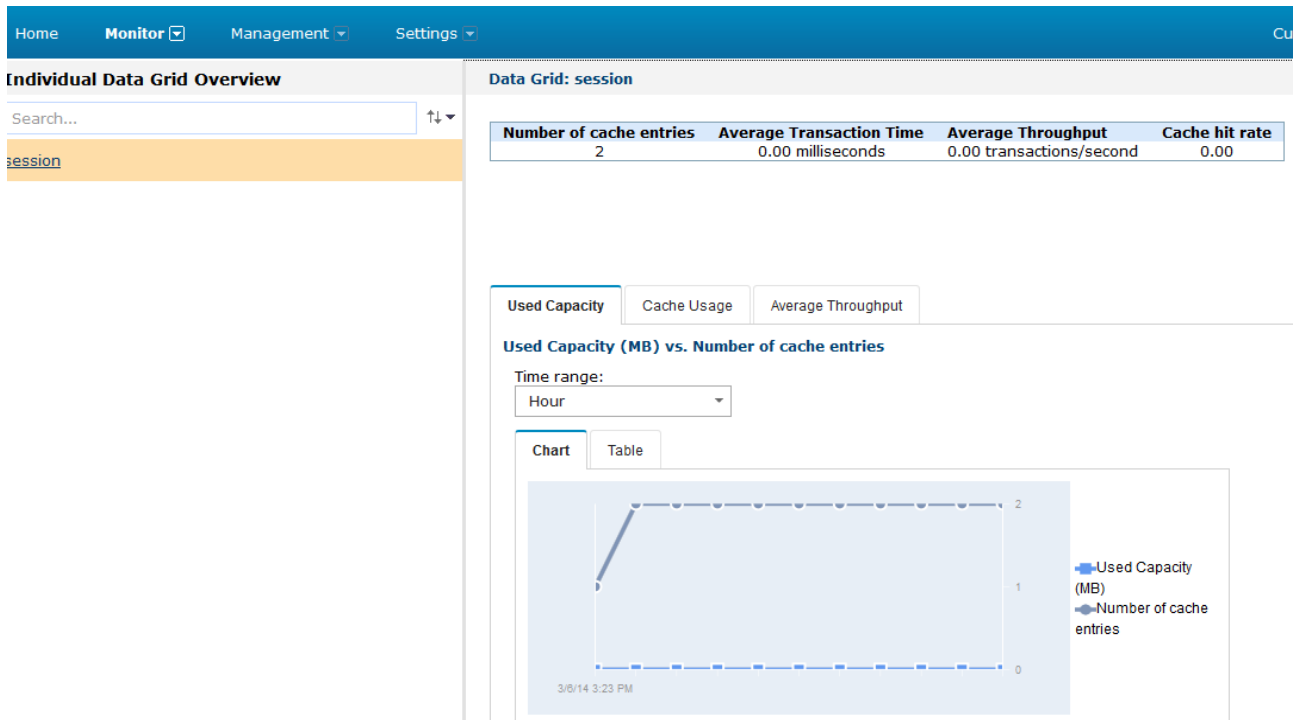 Home Monitor Management Settings Cu
Individual Data Grid Overview
Search...
session
Data Grid: session
Number of cache entries Average Transaction Time Average Throughput Cache hit rate
2 0.00 milliseconds 0.00 transactions/second 0.00
Used Capacity Cache Usage Average Throughput
Used Capacity (MB) vs. Number of cache entries
Time range:
Hour
Chart Table
2
1
0
3/6/14 3:23 PM
Used Capacity
(MB)
Number of cache
entries